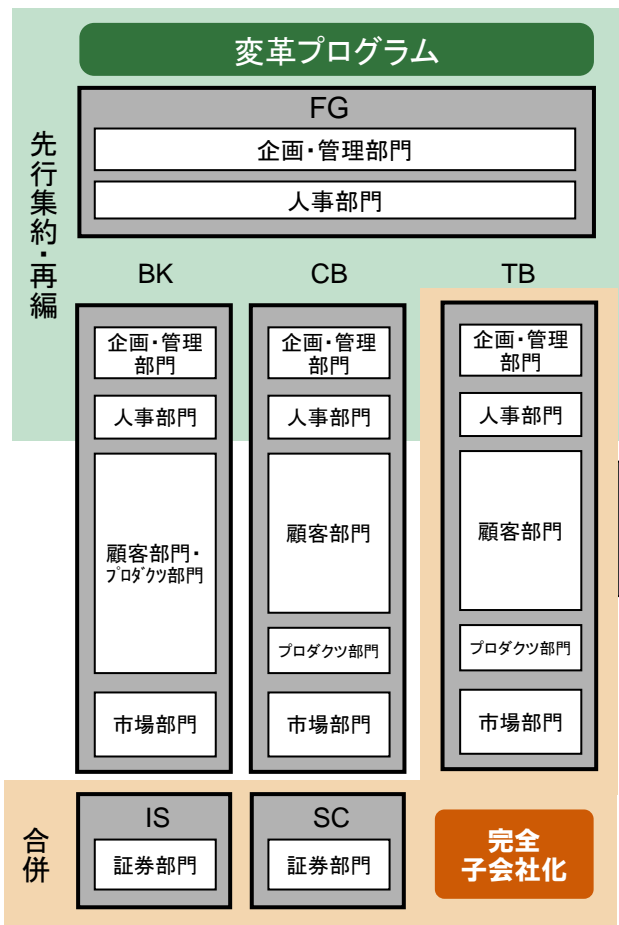 変革プログラム
先行集約・再編
FG
企画・管理部門
人事部門
BK
企画・管理
部門
人事部門
顧客部門・
プロダクツ部門
市場部門
CB
企画・管理
部門
人事部門
顧客部門
プロダクツ部門
市場部門
TB
企画・管理
部門
人事部門
顧客部門
プロダクツ部門
市場部門
合併
IS
証券部門
SC
証券部門
完全
子会社化